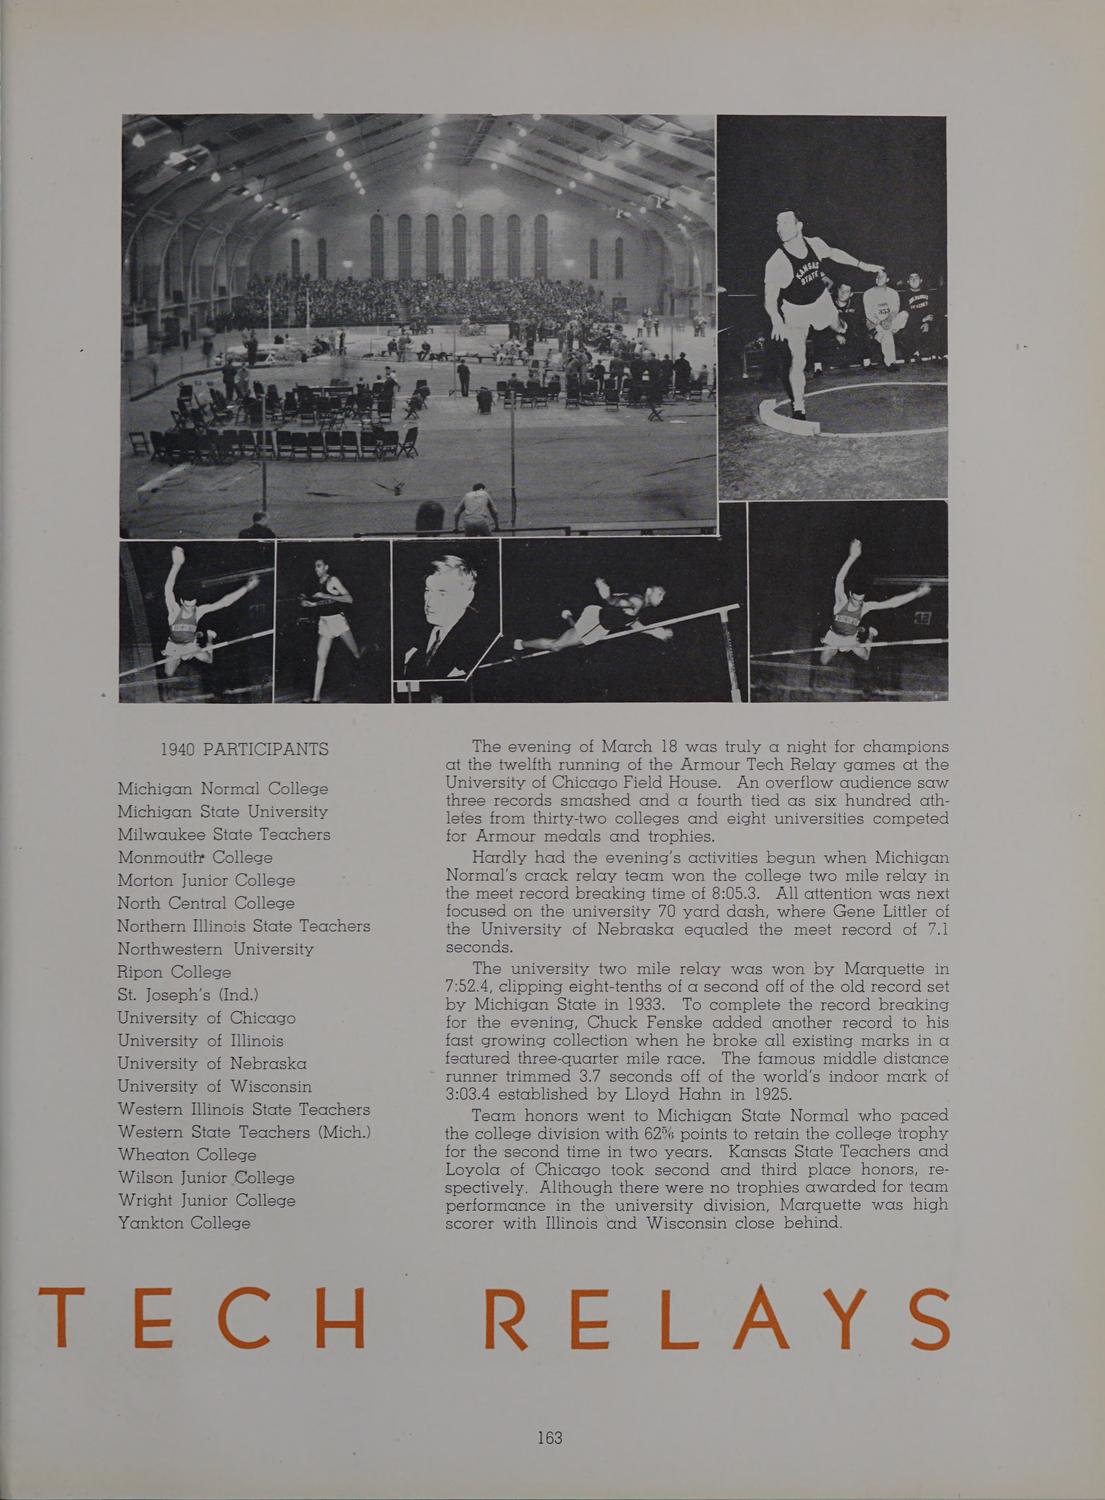 KANSAS
STATE
1940 PARTICIPANTS
Michigan Normal College
Michigan State University
Milwaukee State Teachers
Monmouth College
Morton Junior College
North Central College
Northern Illinois State Teachers
Northwestern University
Ripon College
St. Joseph's (Ind.)
University of Chicago
University of Illinois
University of Nebraska
University of Wisconsin
Western Illinois State Teachers
Western State Teachers (Mich.)
Wheaton College
Wilson Junior College
Wright Junior College
Yankton College
The evening of March 18 was truly a night for champions
at the twelfth running of the Armour Tech Relay games at the
University of Chicago Field House. An overflow audience saw
three records smashed and a fourth tied as six hundred ath-
letes from thirty-two colleges and eight universities competed
for Armour medals and trophies.
Hardly had the evening's activities begun when Michigan
Normal's crack relay team won the college two mile relay in
the meet record breaking time of 8:05.3. All attention was next
focused on the university 70 yard dash, where Gene Littler of
the University of Nebraska equaled the meet record of 7.1
seconds.
The university two mile relay was won by Marquette in
7:52.4, clipping eight-tenths of a second off of the old record set
by Michigan State in 1933. To complete the record breaking
for the evening, Chuck Fenske added another record to his
fast growing collection when he broke all existing marks in a
featured three-quarter mile race. The famous middle distance
runner trimmed 3.7 seconds off of the world's indoor mark of
3:03.4 established by Lloyd Hahn in 1925.
Team honors went to Michigan State Normal who paced
the college division with points to retain the college trophy
for the second time in two years. Kansas State Teachers and
Loyola of Chicago took second and third place honors, re-
spectively. Although there were no trophies awarded for team
performance in the university division, Marquette was high
scorer with Illinois and Wisconsin close behind.
TECH RELAYS
163